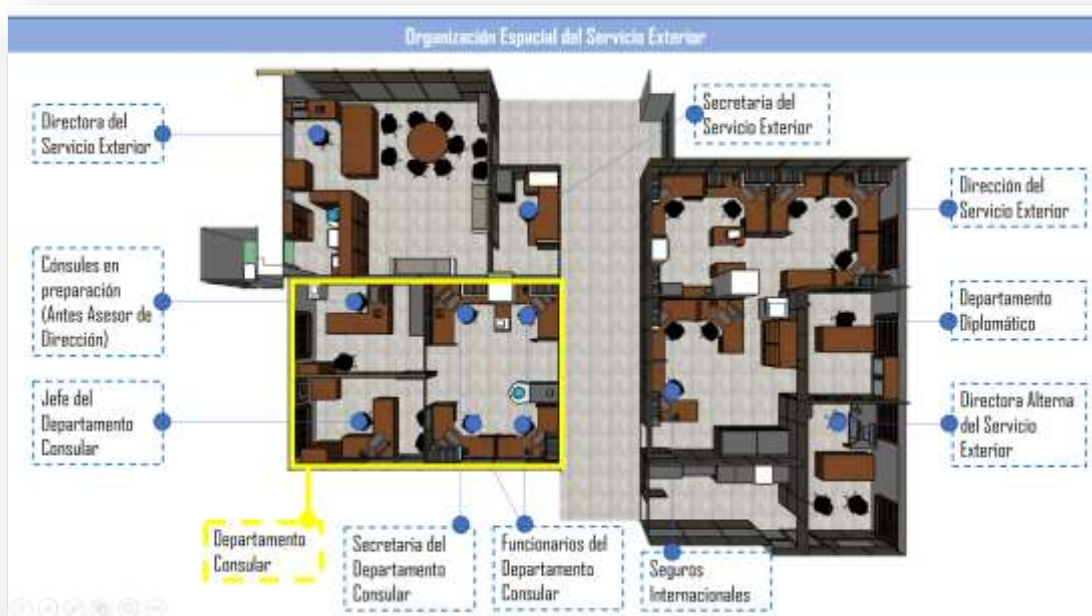 Organización Espacial del Servicio Exterior
Directora del
Servicio Exterior
Secretaria del
Servicio Exterior
Dirección del
Servicio Exterior
Cónsules en
preparación
(Antes Asesor de
Dirección)
Departamento
Diplomático
Jefe del
Departamento
Consular
Directora Alterna
del Servicio
Exterior
Departamento
Consular
Secretaria del
Departamento
Consular
Funcionarios del
Departamento
Consular
Seguros
Internacionales